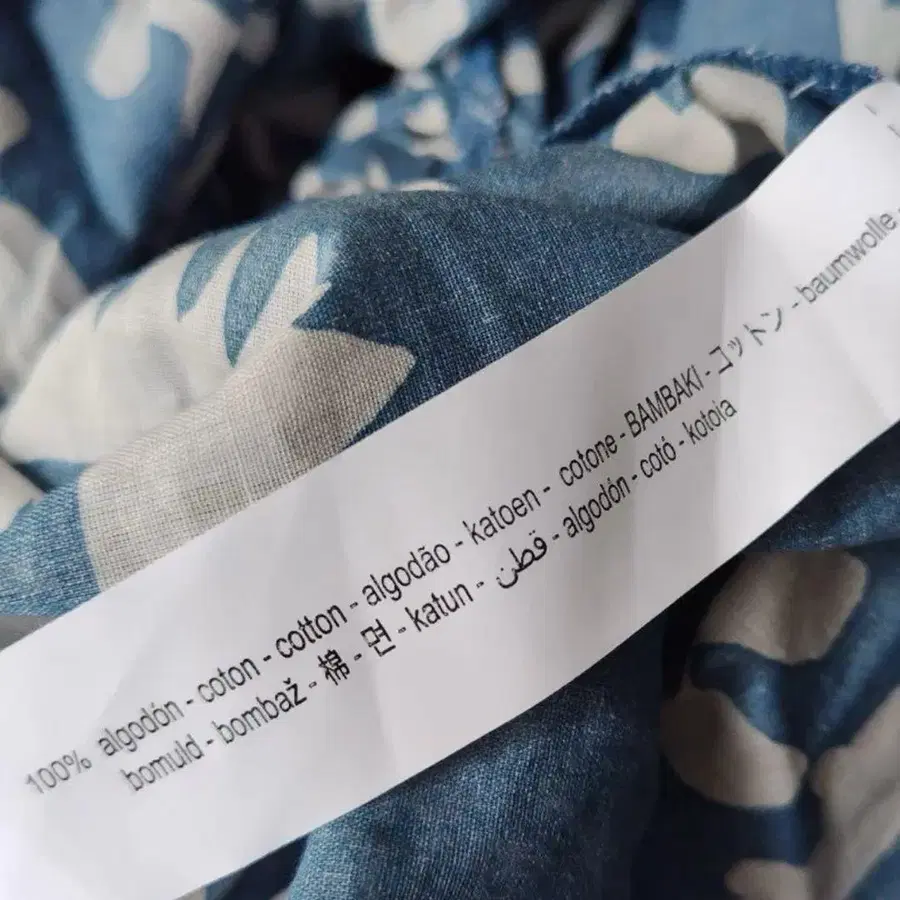 100% algodón - coton - cotton - algodão - katoen - cotone - BAMBAKI - コットン - baumwolle -
bomuld - bombaž - 棉 - 면 - katun - قطن - algodón - cotó - kotoia